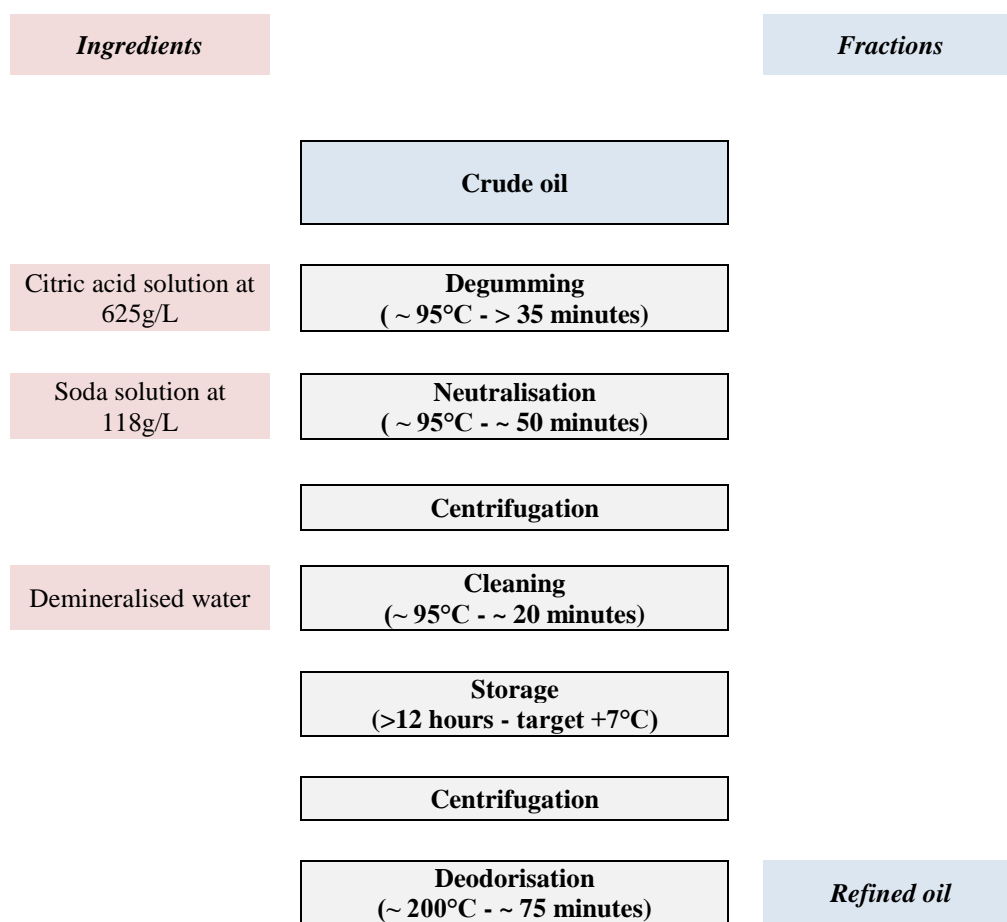 Ingredients
Fractions
Crude oil
Citric acid solution at
625g/L
Degumming
( ~ 95°C - > 35 minutes)
Soda solution at
118g/L
Neutralisation
( ~ 95°C - ~ 50 minutes)
Centrifugation
Demineralised water
Cleaning
(~ 95°C - ~ 20 minutes)
Storage
(>12 hours - target +7°C)
Centrifugation
Deodorisation
(~ 200°C - ~ 75 minutes)
Refined oil